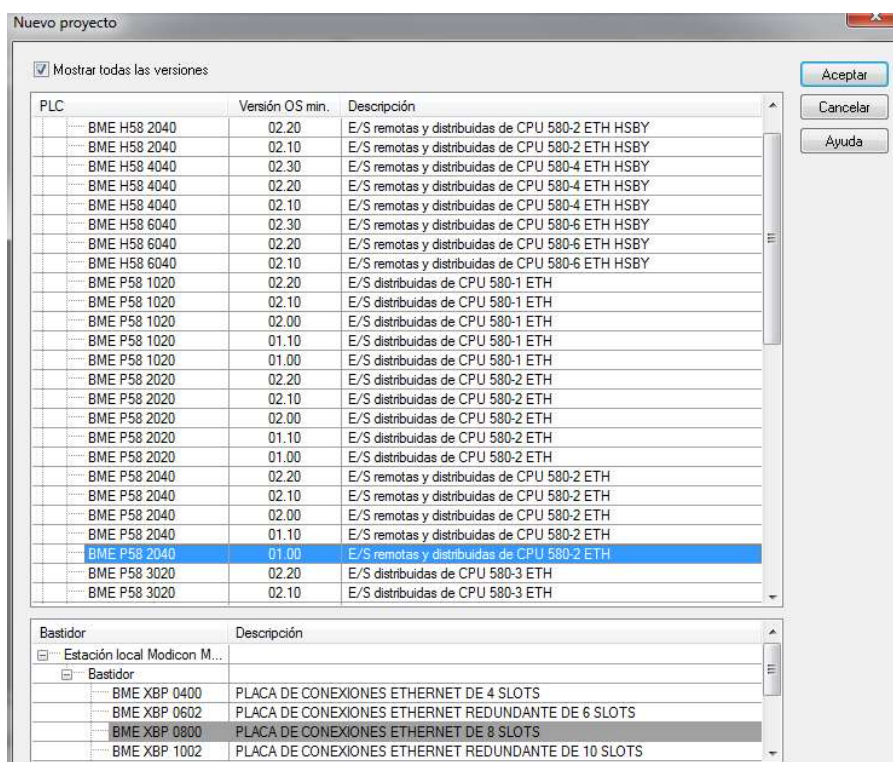 Nuevo proyecto
Mostrar todas las versiones
Aceptar
Cancelar
Ayuda
PLC Versión OS min. Descripción
BME H58 2040 02.20 E/S remotas y distribuidas de CPU 580-2 ETH HSBY
BME H58 2040 02.10 E/S remotas y distribuidas de CPU 580-2 ETH HSBY
BME H58 4040 02.30 E/S remotas y distribuidas de CPU 580-4 ETH HSBY
BME H58 4040 02.20 E/S remotas y distribuidas de CPU 580-4 ETH HSBY
BME H58 4040 02.10 E/S remotas y distribuidas de CPU 580-4 ETH HSBY
BME H58 6040 02.30 E/S remotas y distribuidas de CPU 580-6 ETH HSBY
BME H58 6040 02.20 E/S remotas y distribuidas de CPU 580-6 ETH HSBY
BME H58 6040 02.10 E/S remotas y distribuidas de CPU 580-6 ETH HSBY
BME P58 1020 02.20 E/S distribuidas de CPU 580-1 ETH
BME P58 1020 02.10 E/S distribuidas de CPU 580-1 ETH
BME P58 1020 02.00 E/S distribuidas de CPU 580-1 ETH
BME P58 1020 01.10 E/S distribuidas de CPU 580-1 ETH
BME P58 1020 01.00 E/S distribuidas de CPU 580-1 ETH
BME P58 2020 02.20 E/S distribuidas de CPU 580-2 ETH
BME P58 2020 02.10 E/S distribuidas de CPU 580-2 ETH
BME P58 2020 02.00 E/S distribuidas de CPU 580-2 ETH
BME P58 2020 01.10 E/S distribuidas de CPU 580-2 ETH
BME P58 2020 01.00 E/S distribuidas de CPU 580-2 ETH
BME P58 2040 02.20 E/S remotas y distribuidas de CPU 580-2 ETH
BME P58 2040 02.10 E/S remotas y distribuidas de CPU 580-2 ETH
BME P58 2040 02.00 E/S remotas y distribuidas de CPU 580-2 ETH
BME P58 2040 01.10 E/S remotas y distribuidas de CPU 580-2 ETH
BME P58 2040 01.00 E/S remotas y distribuidas de CPU 580-2 ETH
BME P58 3020 02.20 E/S distribuidas de CPU 580-3 ETH
BME P58 3020 02.10 E/S distribuidas de CPU 580-3 ETH
Bastidor Descripción
Estación local Modicon M...
Bastidor
BME XBP 0400 PLACA DE CONEXIONES ETHERNET DE 4 SLOTS
BME XBP 0602 PLACA DE CONEXIONES ETHERNET REDUNDANTE DE 6 SLOTS
BME XBP 0800 PLACA DE CONEXIONES ETHERNET DE 8 SLOTS
BME XBP 1002 PLACA DE CONEXIONES ETHERNET REDUNDANTE DE 10 SLOTS